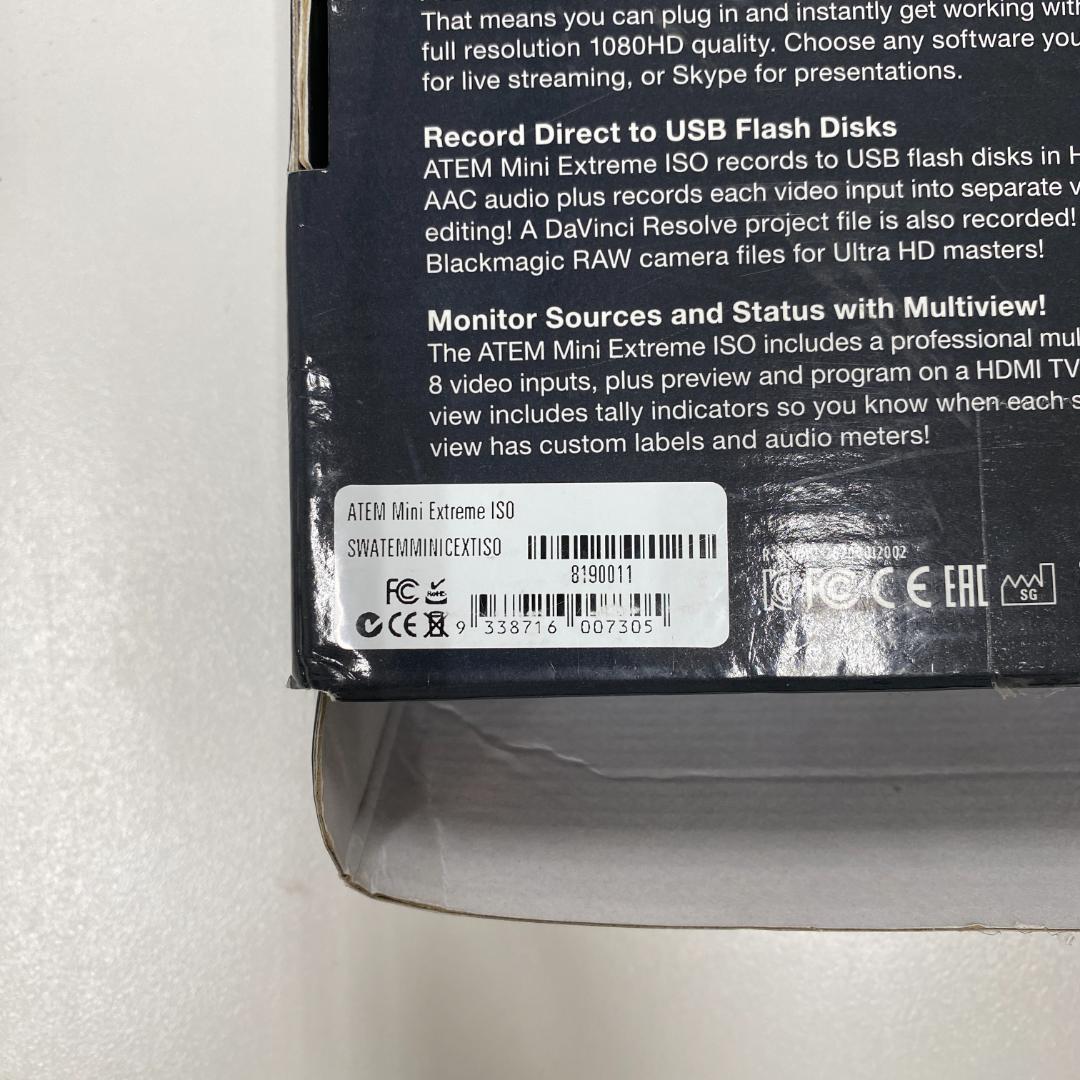 That means you can plug in and instantly get working with
full resolution 1080HD quality. Choose any software you
for live streaming, or Skype for presentations.
Record Direct to USB Flash Disks
ATEM Mini Extreme ISO records to USB flash disks in H
AAC audio plus records each video input into separate v
editing! A DaVinci Resolve project file is also recorded!
Blackmagic RAW camera files for Ultra HD masters!
Monitor Sources and Status with Multiview!
The ATEM Mini Extreme ISO includes a professional mul
8 video inputs, plus preview and program on a HDMI TV
view includes tally indicators so you know when each s
view has custom labels and audio meters!
ATEM Mini Extreme ISO
SWATEMMINICEXTISO
8190011
FC RoHS
CE 9 338716 007305
FC CE EAC SG